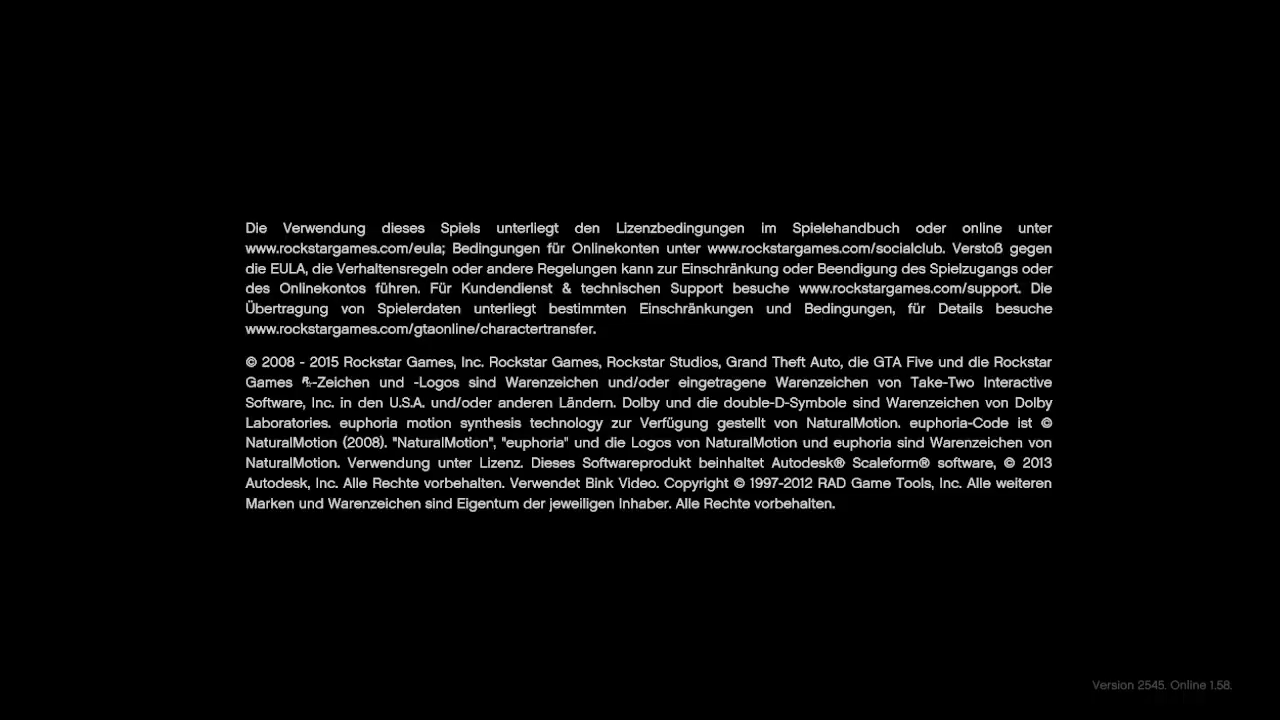 Die Verwendung dieses Spiels unterliegt den Lizenzbedingungen im Spielehandbuch oder online unter
www.rockstargames.com/eula; Bedingungen für Onlinekonten unter www.rockstargames.com/socialclub. Verstoß gegen
die EULA, die Verhaltensregeln oder andere Regelungen kann zur Einschränkung oder Beendigung des Spielzugangs oder
des Onlinekontos führen. Für Kundendienst & technischen Support besuche www.rockstargames.com/support. Die
Übertragung von Spielerdaten unterliegt bestimmten Einschränkungen und Bedingungen, für Details besuche
www.rockstargames.com/gtaonline/charactertransfer.
© 2008 - 2015 Rockstar Games, Inc. Rockstar Games, Rockstar Studios, Grand Theft Auto, die GTA Five und die Rockstar
Games R*-Zeichen und -Logos sind Warenzeichen und/oder eingetragene Warenzeichen von Take-Two Interactive
Software, Inc. in den U.S.A. und/oder anderen Ländern. Dolby und die double-D-Symbole sind Warenzeichen von Dolby
Laboratories. euphoria motion synthesis technology zur Verfügung gestellt von NaturalMotion. euphoria-Code ist ©
NaturalMotion (2008). "NaturalMotion", "euphoria" und die Logos von NaturalMotion und euphoria sind Warenzeichen von
NaturalMotion. Verwendung unter Lizenz. Dieses Softwareprodukt beinhaltet Autodesk® Scaleform® software, © 2013
Autodesk, Inc. Alle Rechte vorbehalten. Verwendet Bink Video. Copyright © 1997-2012 RAD Game Tools, Inc. Alle weiteren
Marken und Warenzeichen sind Eigentum der jeweiligen Inhaber. Alle Rechte vorbehalten.
Version 2545. Online 1.58.